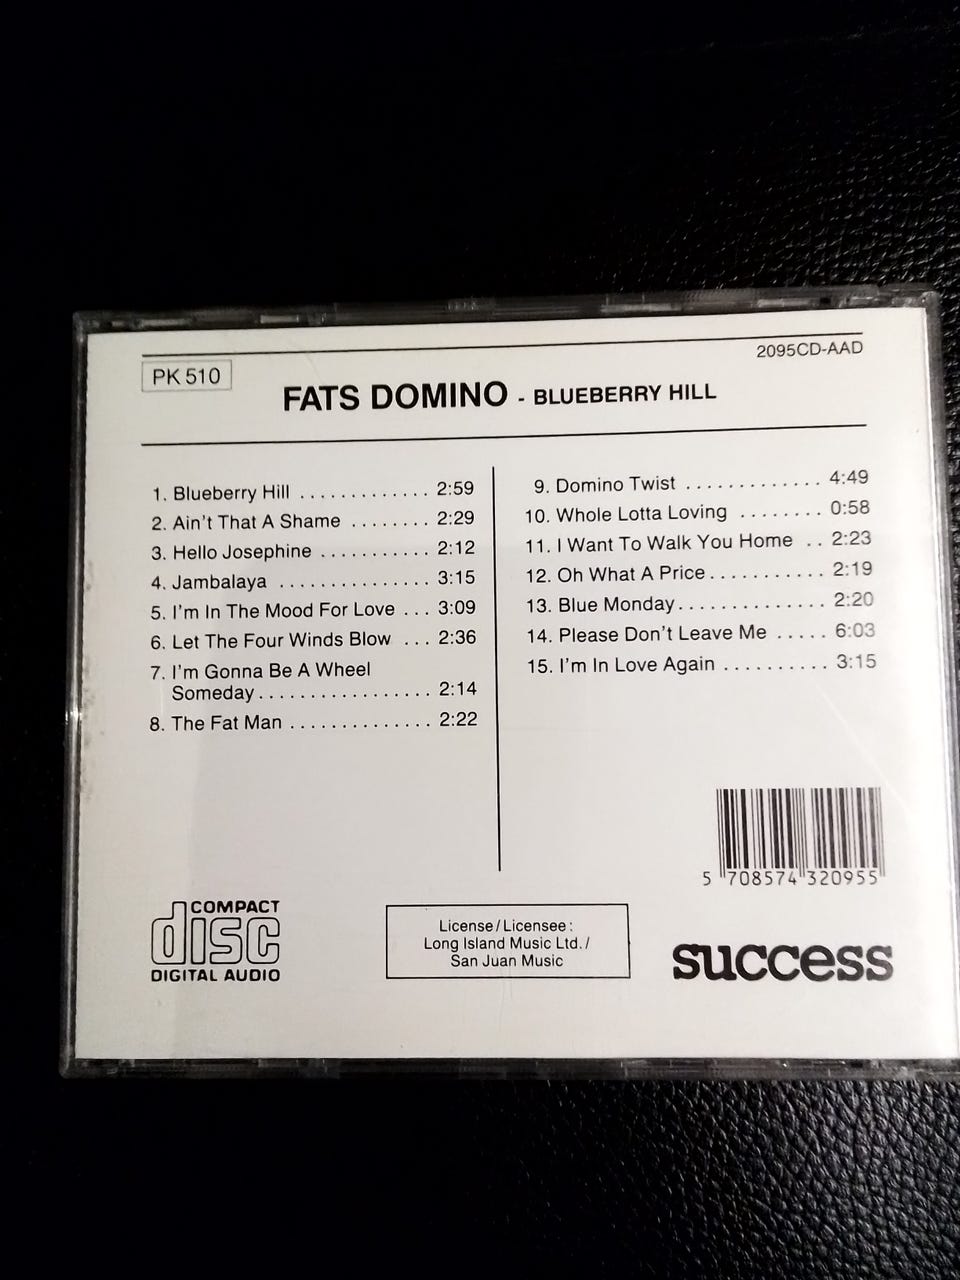 2095CD-AAD
PK 510
FATS DOMINO - BLUEBERRY HILL
1. Blueberry Hill ............. 2:59
2. Ain't That A Shame ........ 2:29
3. Hello Josephine ........... 2:12
4. Jambalaya ............... 3:15
5. I'm In The Mood For Love ... 3:09
6. Let The Four Winds Blow ... 2:36
7. I'm Gonna Be A Wheel
Someday................. 2:14
8. The Fat Man .............. 2:22
9. Domino Twist ............. 4:49
10. Whole Lotta Loving ........ 0:58
11. I Want To Walk You Home .. 2:23
12. Oh What A Price........... 2:19
13. Blue Monday.............. 2:20
14. Please Don't Leave Me ..... 6:03
15. I'm In Love Again .......... 3:15
5 708574 320955
COMPACT
disc
DIGITAL AUDIO
License/Licensee:
Long Island Music Ltd./
San Juan Music
success